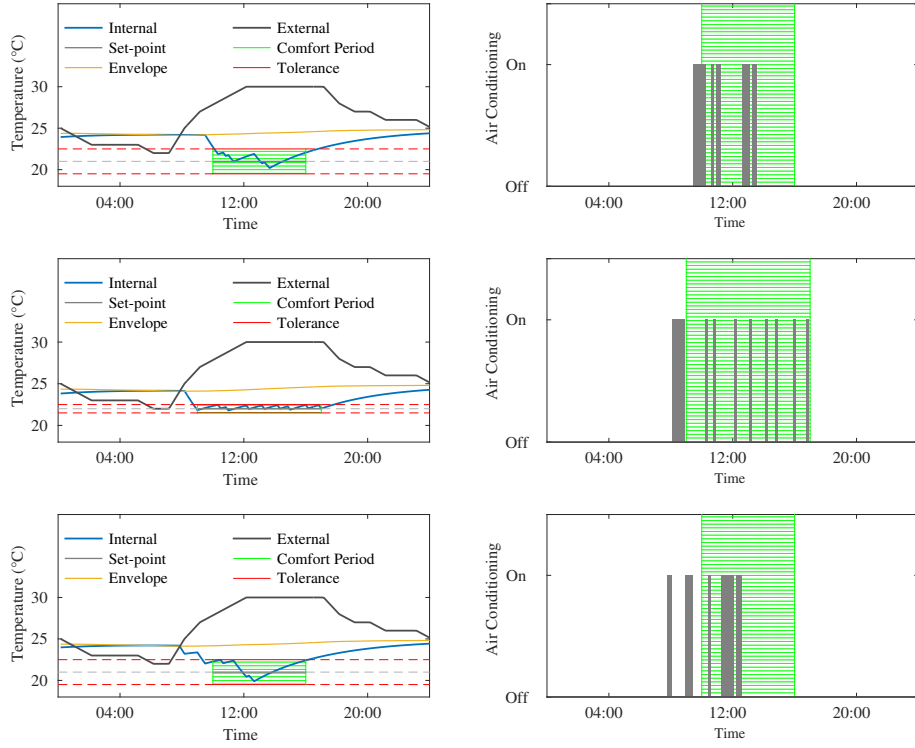 Internal
External
Set-point
Comfort Period
Envelope
Tolerance
30
25
20
Temperature (°C)
04:00
12:00
20:00
Time
On
Off
Air Conditioning
04:00
12:00
20:00
Time
Internal
External
Set-point
Comfort Period
Envelope
Tolerance
30
25
20
Temperature (°C)
04:00
12:00
20:00
Time
On
Off
Air Conditioning
04:00
12:00
20:00
Time
Internal
External
Set-point
Comfort Period
Envelope
Tolerance
30
25
20
Temperature (°C)
04:00
12:00
20:00
Time
On
Off
Air Conditioning
04:00
12:00
20:00
Time